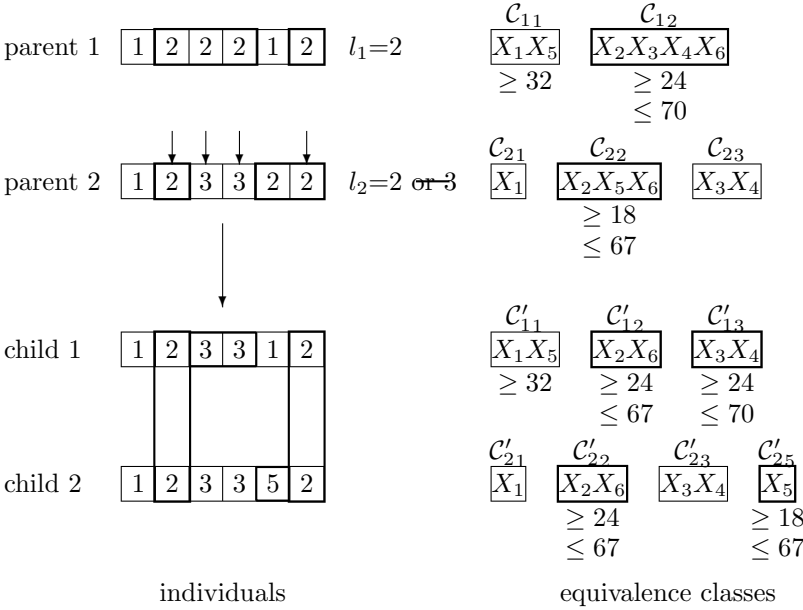 C₁₁ C₁₂
parent 1 1 2 2 2 1 2 l₁=2 X₁X₅ X₂X₃X₄X₆
≥ 32 ≥ 24
≤ 70
C₂₁ C₂₂ C₂₃
parent 2 1 2 3 3 2 2 l₂=2 or 3 X₁ X₂X₅X₆ X₃X₄
≥ 18
≤ 67
C′₁₁ C′₁₂ C′₁₃
child 1 1 2 3 3 1 2 X₁X₅ X₂X₆ X₃X₄
≥ 32 ≥ 24 ≥ 24
≤ 67 ≤ 70
C′₂₁ C′₂₂ C′₂₃ C′₂₅
child 2 1 2 3 3 5 2 X₁ X₂X₆ X₃X₄ X₅
≥ 24 ≥ 18
≤ 67 ≤ 67
individuals equivalence classes